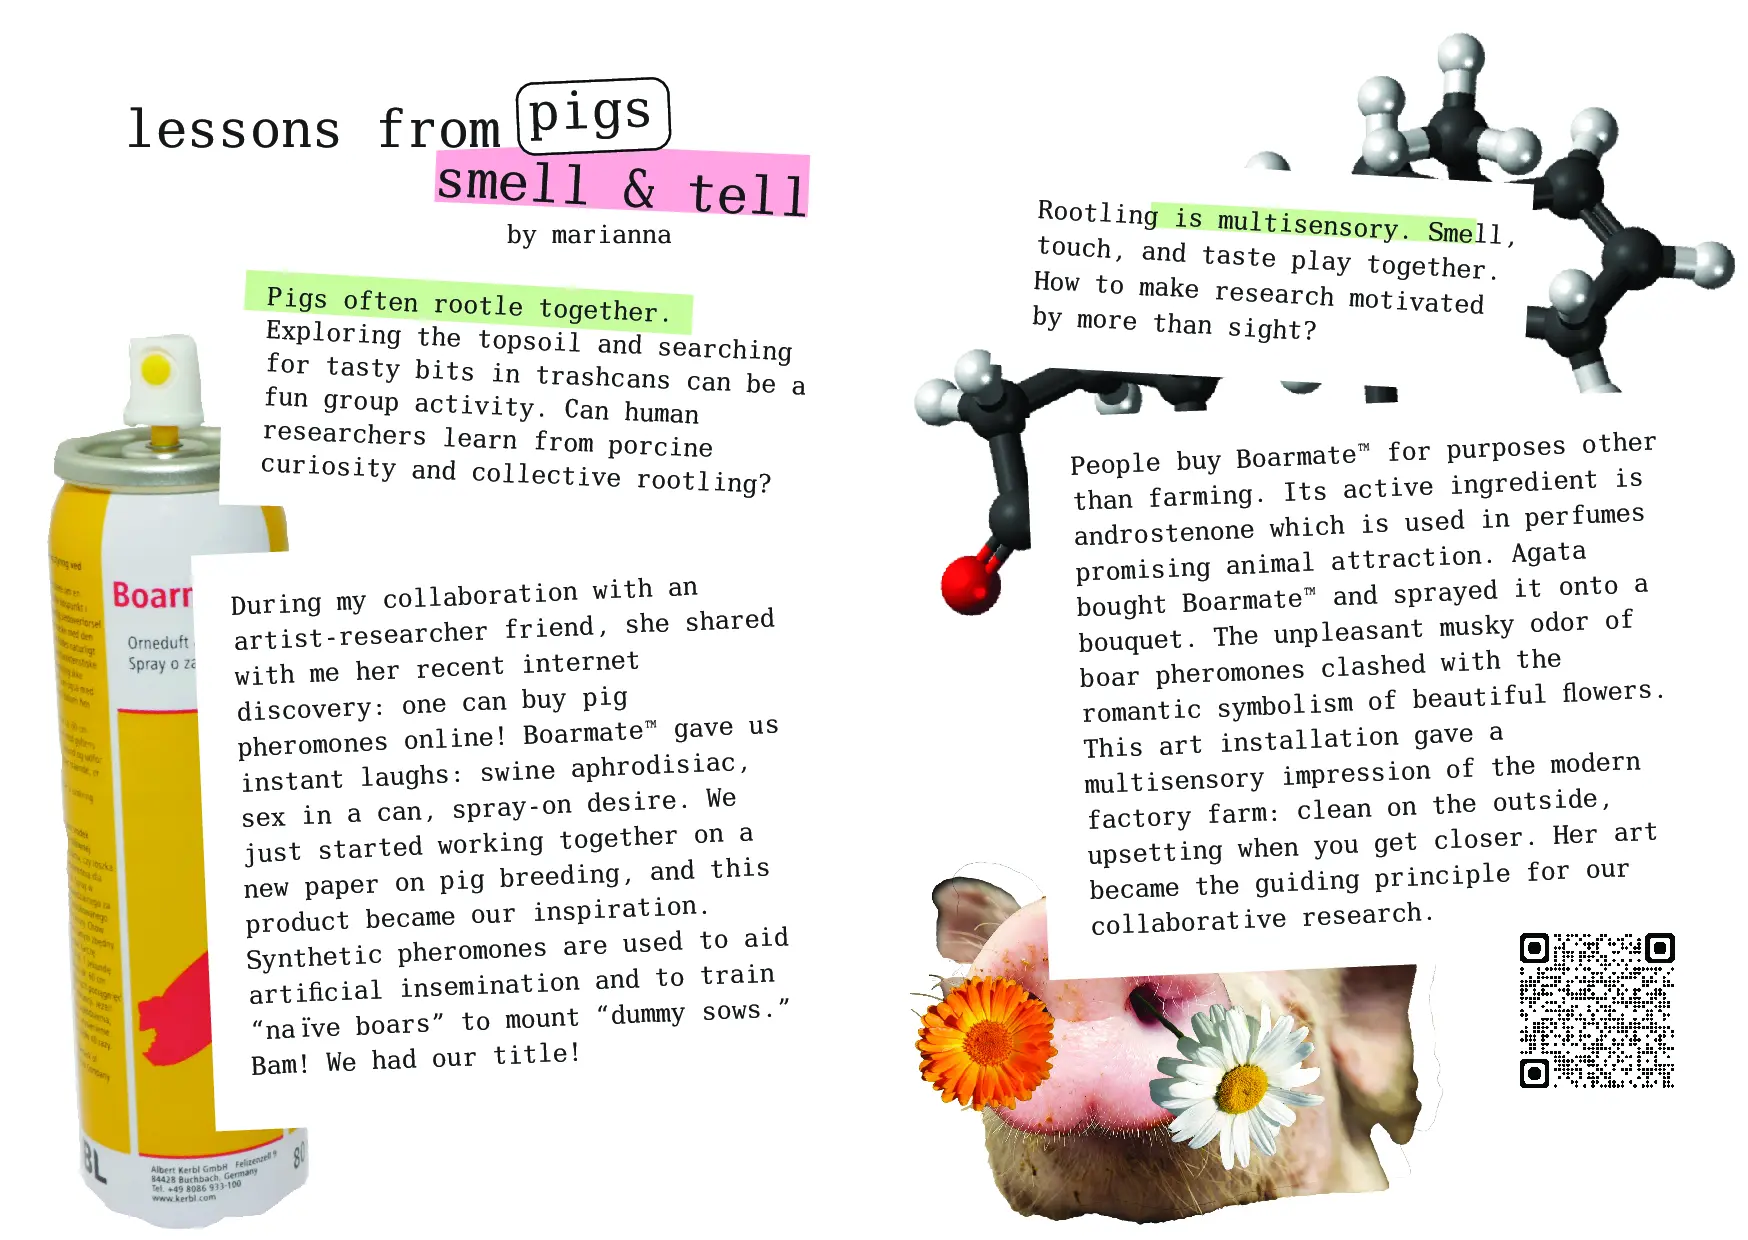 lessons from pigs
smell & tell
by marianna
Pigs often rootle together.
Exploring the topsoil and searching
for tasty bits in trashcans can be a
fun group activity. Can human
researchers learn from porcine
curiosity and collective rootling?
During my collaboration with an
artist-researcher friend, she shared
with me her recent internet
discovery: one can buy pig
pheromones online! Boarmate™ gave us
instant laughs: swine aphrodisiac,
sex in a can, spray-on desire. We
just started working together on a
new paper on pig breeding, and this
product became our inspiration.
Synthetic pheromones are used to aid
artificial insemination and to train
“naïve boars” to mount “dummy sows.”
Bam! We had our title!
Boarm
Orneduft
Spray o za
BL
80
Albert Kerbl GmbH Felizenzell 9
84428 Buchbach, Germany
Tel. +49 8086 933-100
www.kerbl.com
Rootling is multisensory. Smell,
touch, and taste play together.
How to make research motivated
by more than sight?
People buy Boarmate™ for purposes other
than farming. Its active ingredient is
androstenone which is used in perfumes
promising animal attraction. Agata
bought Boarmate™ and sprayed it onto a
bouquet. The unpleasant musky odor of
boar pheromones clashed with the
romantic symbolism of beautiful flowers.
This art installation gave a
multisensory impression of the modern
factory farm: clean on the outside,
upsetting when you get closer. Her art
became the guiding principle for our
collaborative research.